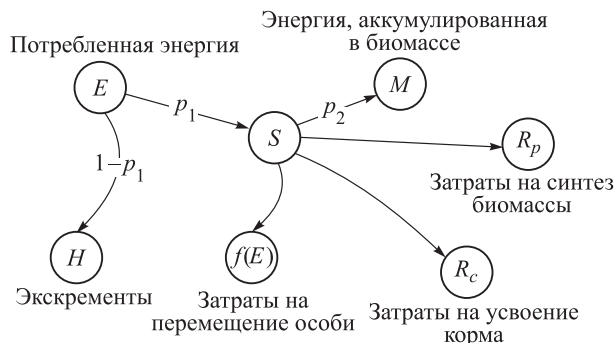 Энергия, аккумулированная
в биомассе
Потребленная энергия
E
M
p₁
p₂
S
Rₚ
1–p₁
Затраты на синтез
биомассы
H
f(E)
R_c
Экскременты
Затраты на
перемещение особи
Затраты на усвоение
корма